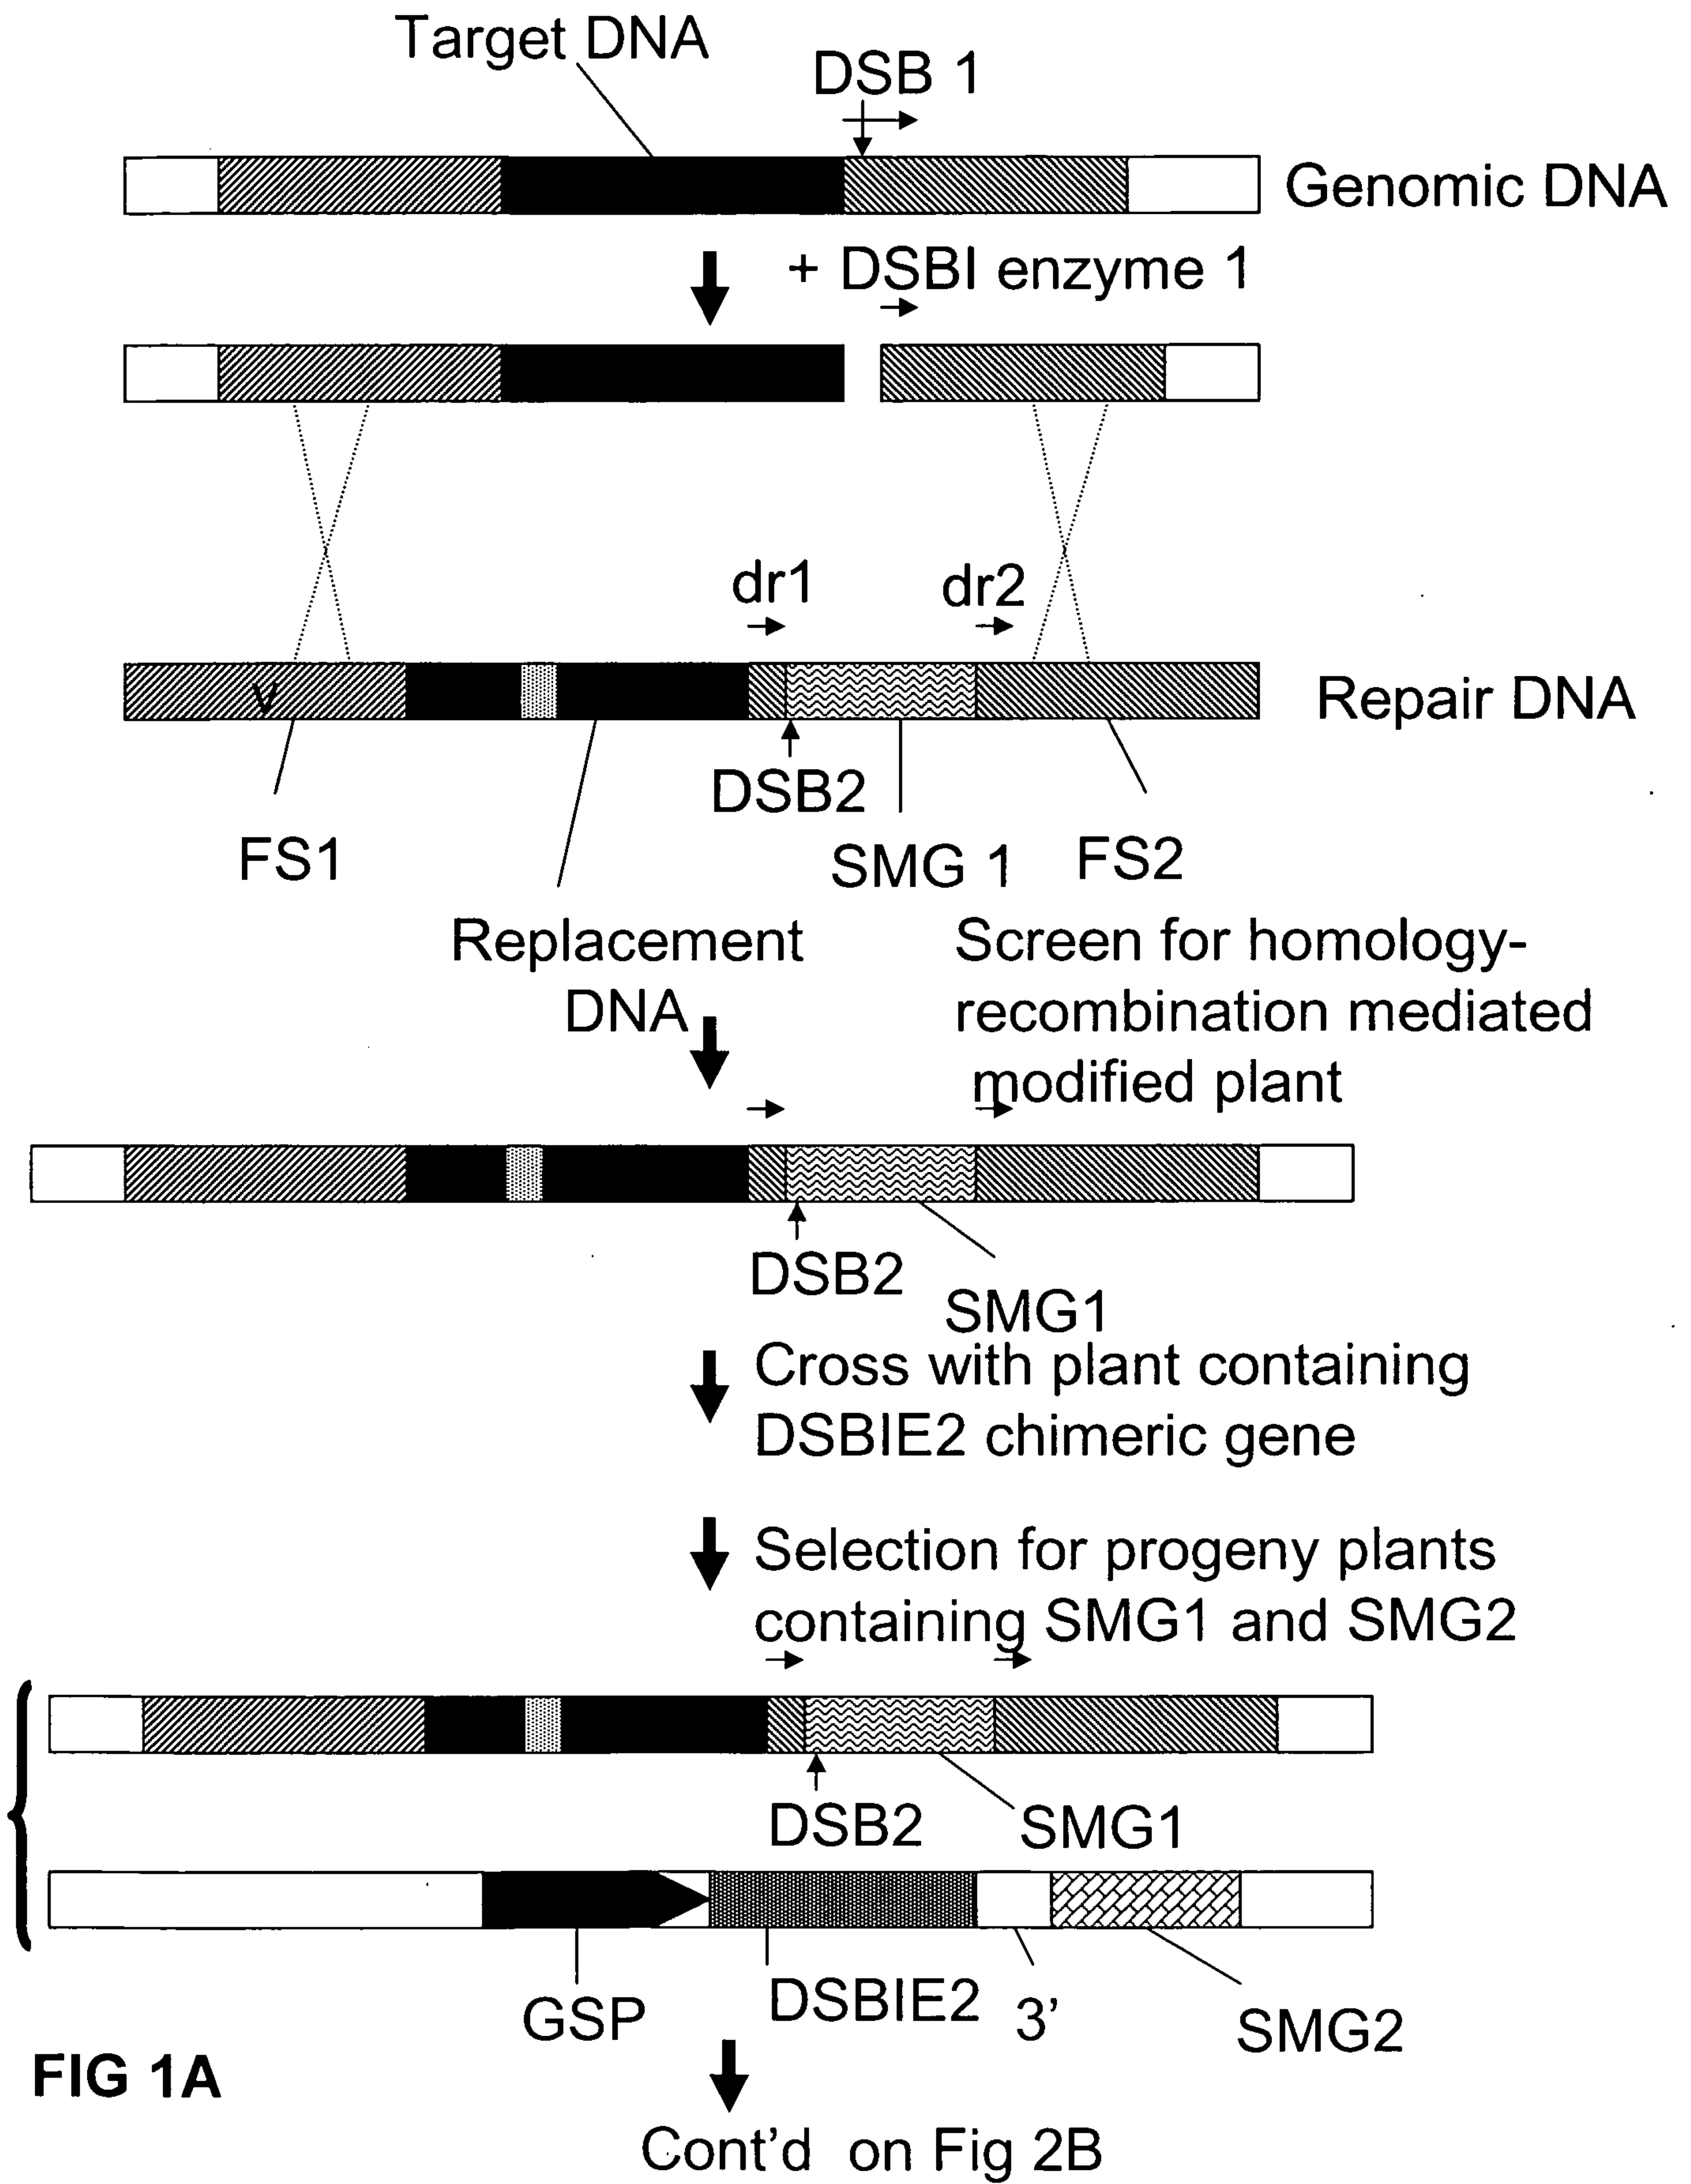 Target DNA
DSB 1
Genomic DNA
+ DSBI enzyme 1
dr1
dr2
V
Repair DNA
DSB2
FS1
SMG 1
FS2
Replacement
DNA
Screen for homology-
recombination mediated
modified plant
DSB2
SMG1
Cross with plant containing
DSBIE2 chimeric gene
Selection for progeny plants
containing SMG1 and SMG2
DSB2
SMG1
GSP
DSBIE2
3’
SMG2
FIG 1A
Cont’d on Fig 2B